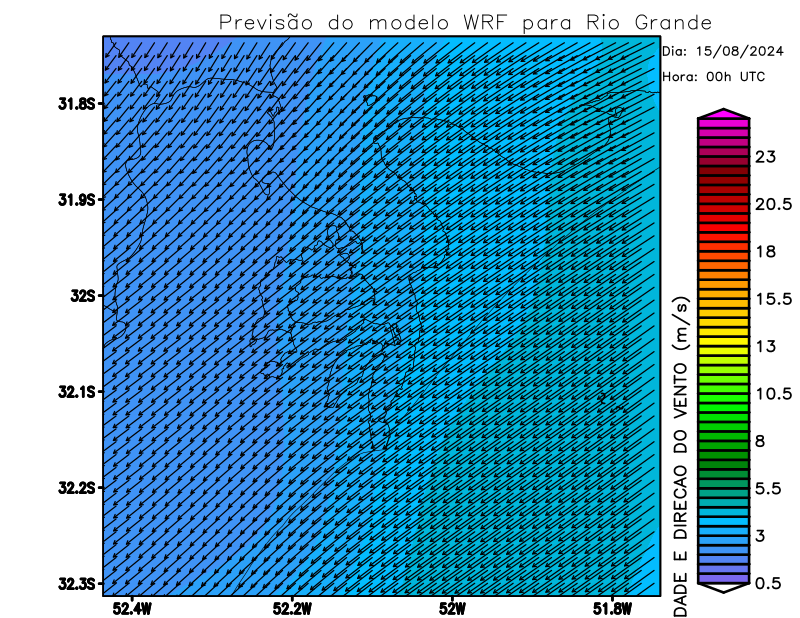 Previsão do modelo WRF para Rio Grande
Dia: 15/08/2024
Hora: 00h UTC
31.8S
31.9S
32S
32.1S
32.2S
32.3S
52.4W
52.2W
52W
51.8W
23
20.5
18
15.5
13
10.5
8
5.5
3
0.5
DADE E DIRECAO DO VENTO (m/s)